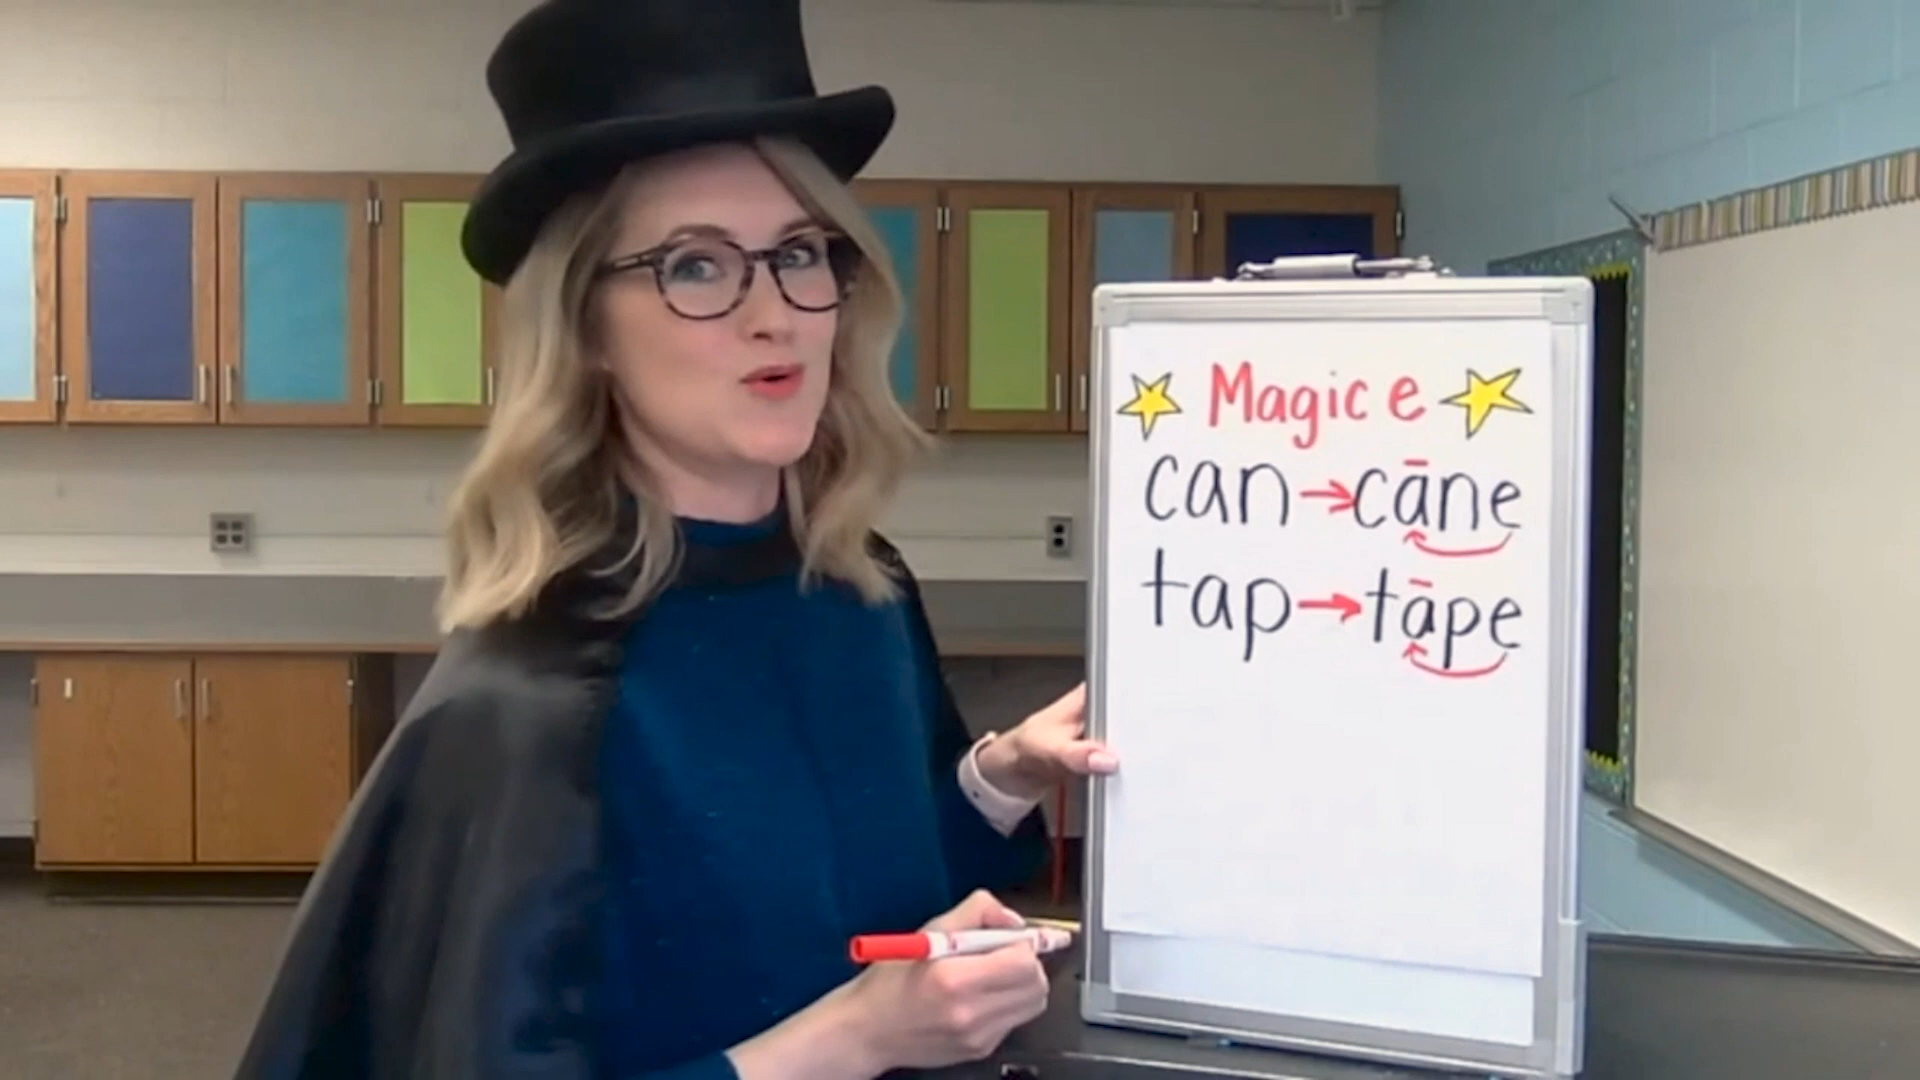 Magic e
can → cāne
tap → tāpe